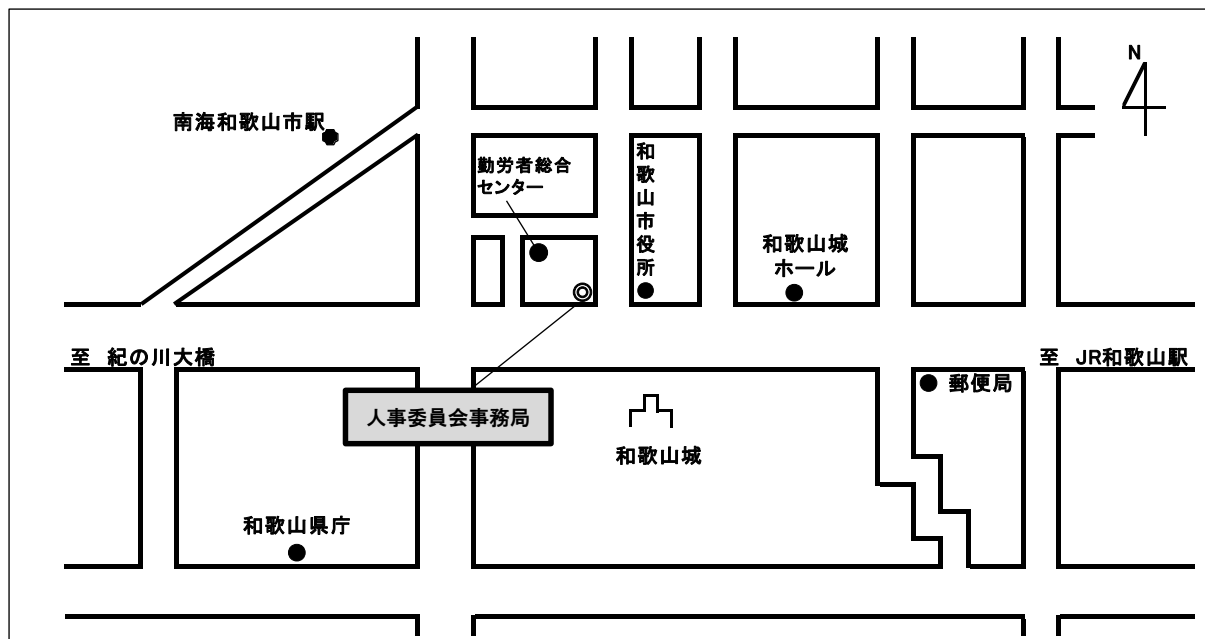 N
南海和歌山市駅
勤労者総合
センター
和歌山市役所
和歌山城
ホール
至 紀の川大橋
至 JR和歌山駅
郵便局
人事委員会事務局
和歌山城
和歌山県庁